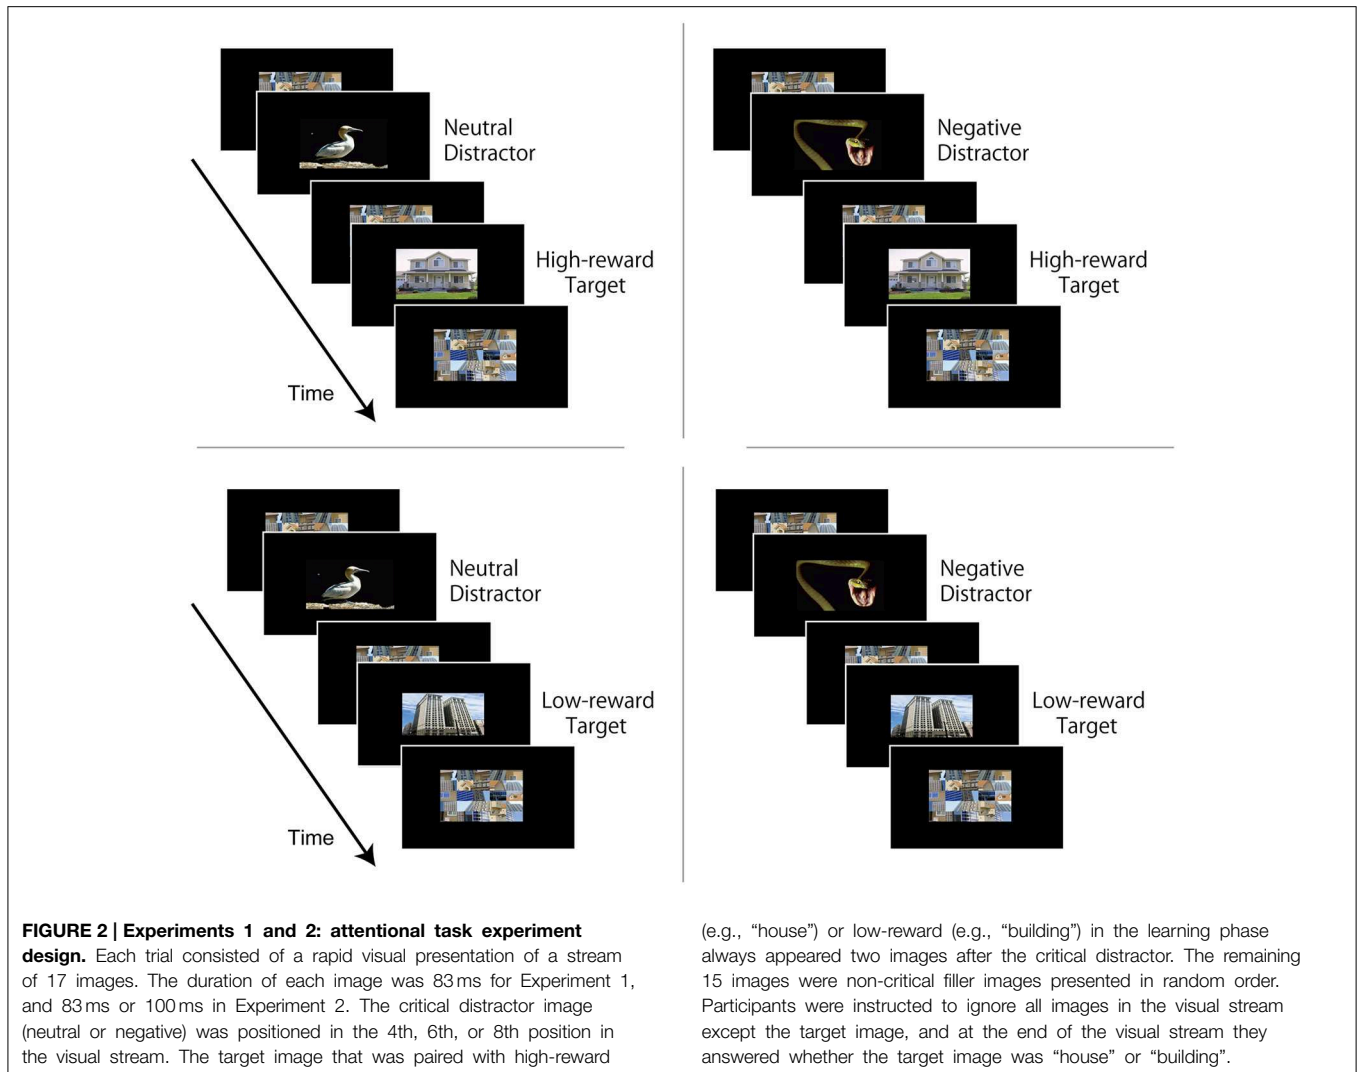 Neutral
Distractor
High-reward
Target
Time
Negative
Distractor
High-reward
Target
Neutral
Distractor
Low-reward
Target
Time
Negative
Distractor
Low-reward
Target
FIGURE 2 | Experiments 1 and 2: attentional task experiment
design. Each trial consisted of a rapid visual presentation of a stream
of 17 images. The duration of each image was 83 ms for Experiment 1,
and 83 ms or 100 ms in Experiment 2. The critical distractor image
(neutral or negative) was positioned in the 4th, 6th, or 8th position in
the visual stream. The target image that was paired with high-reward
(e.g., “house”) or low-reward (e.g., “building”) in the learning phase
always appeared two images after the critical distractor. The remaining
15 images were non-critical filler images presented in random order.
Participants were instructed to ignore all images in the visual stream
except the target image, and at the end of the visual stream they
answered whether the target image was “house” or “building”.